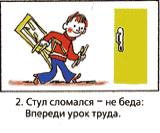 2. Стул сломался – не беда:
Впереди урок труда.